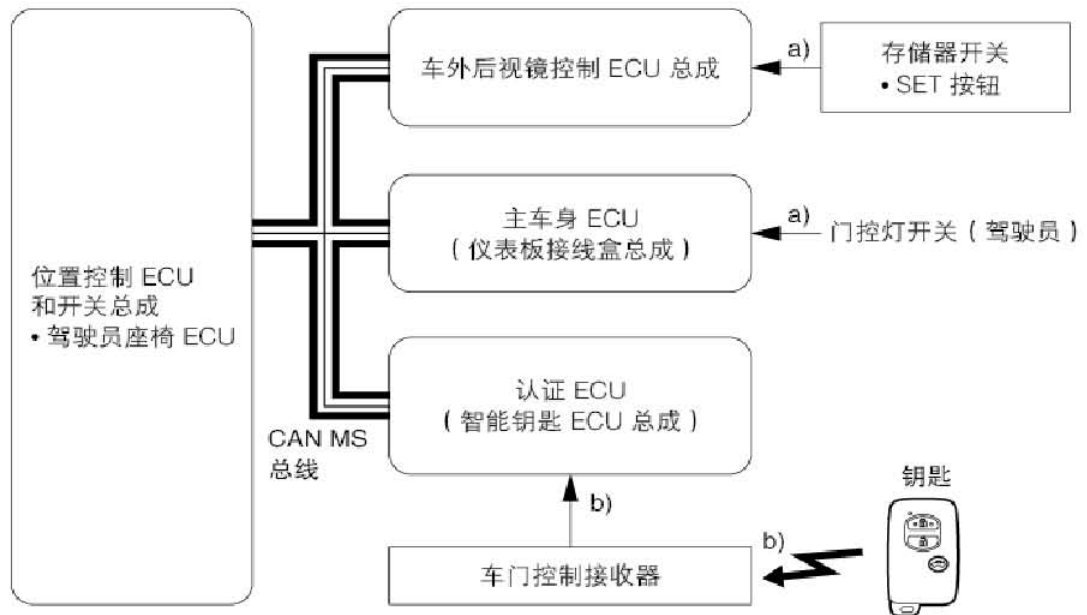 位置控制 ECU
和开关总成
• 驾驶员座椅 ECU
CAN MS
总线
车外后视镜控制 ECU 总成
a)
存储器开关
• SET 按钮
主车身 ECU
（仪表板接线盒总成）
a)
门控灯开关（驾驶员）
认证 ECU
（智能钥匙 ECU 总成）
b)
车门控制接收器
b)
钥匙